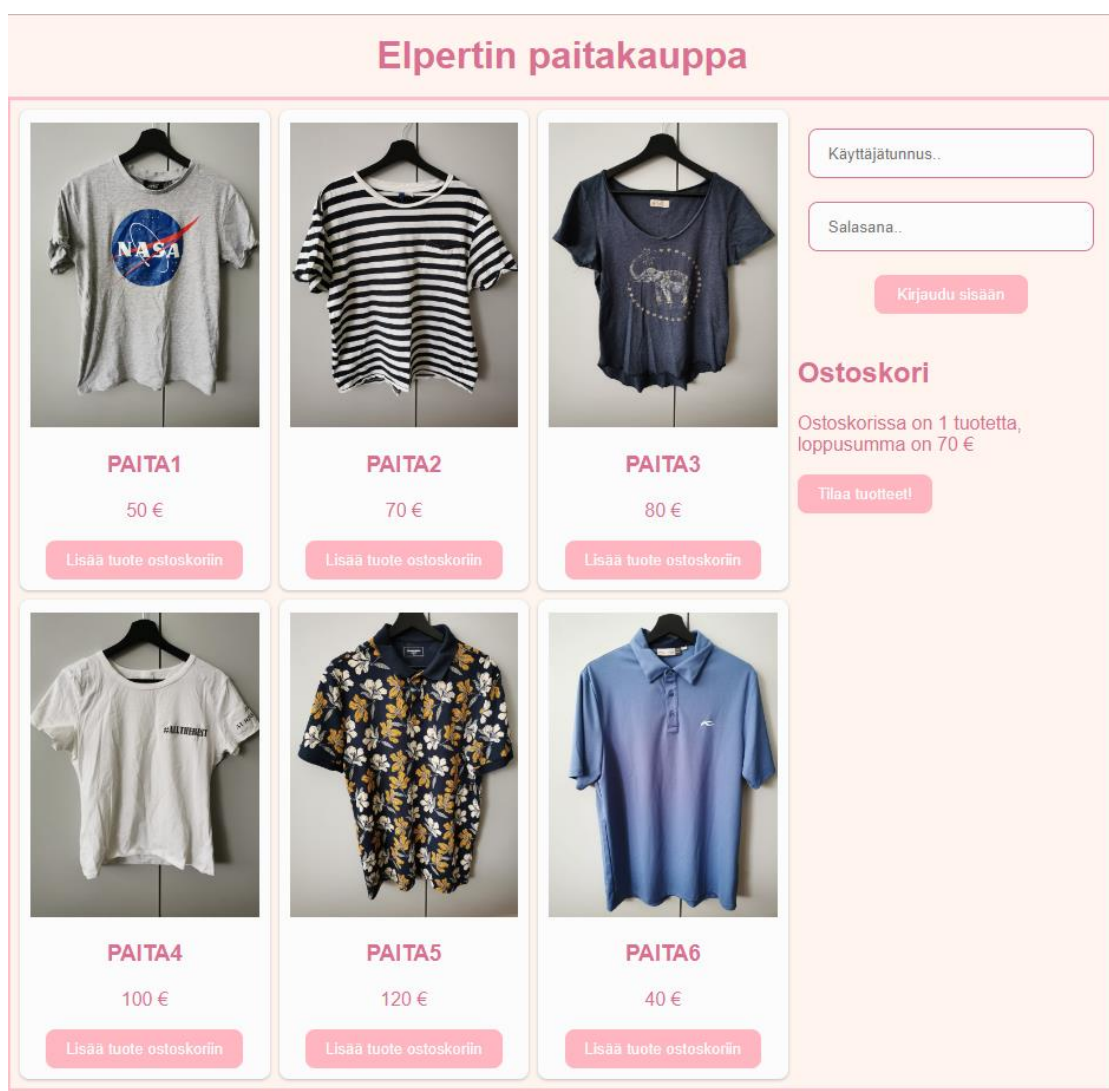 Elpertin paitakauppa
NASA
PAITA1
50 €
Lisää tuote ostoskoriin
PAITA2
70 €
Lisää tuote ostoskoriin
PAITA3
80 €
Lisää tuote ostoskoriin
#ALLTHEBEST
PAITA4
100 €
Lisää tuote ostoskoriin
PAITA5
120 €
Lisää tuote ostoskoriin
PAITA6
40 €
Lisää tuote ostoskoriin
Käyttäjätunnus..
Salasana..
Kirjaudu sisään
Ostoskori
Ostoskorissa on 1 tuotetta,
loppusumma on 70 €
Tilaa tuotteet!